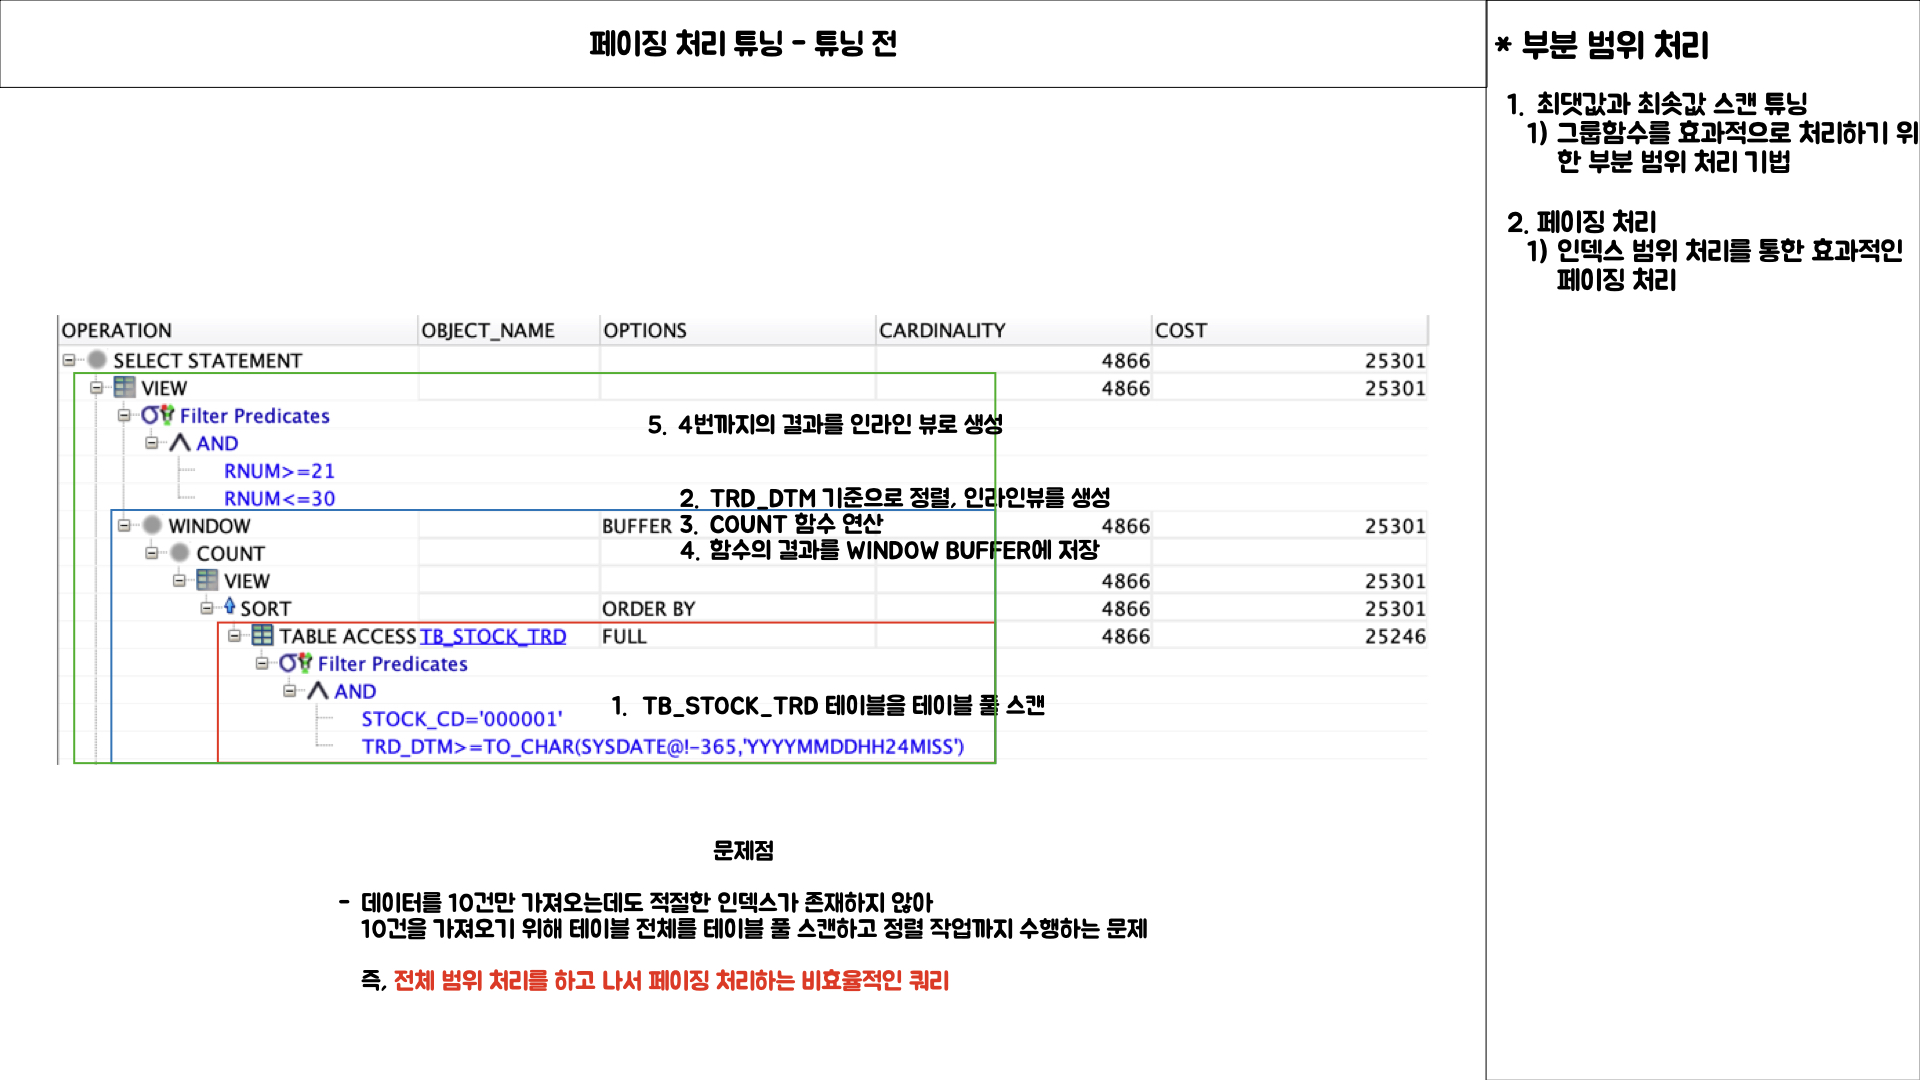 페이징 처리 튜닝 - 튜닝 전
* 부분 범위 처리
1. 최댓값과 최솟값 스캔 튜닝
1) 그룹함수를 효과적으로 처리하기 위
한 부분 범위 처리 기법
2. 페이징 처리
1) 인덱스 범위 처리를 통한 효과적인
페이징 처리
OPERATION OBJECT_NAME OPTIONS CARDINALITY COST
SELECT STATEMENT 4866 25301
VIEW 4866 25301
Filter Predicates
5. 4번까지의 결과를 인라인 뷰로 생성
AND
RNUM>=21
RNUM<=30
2. TRD_DTM 기준으로 정렬, 인라인뷰를 생성
WINDOW BUFFER 4866 25301
3. COUNT 함수 연산
COUNT
4. 함수의 결과를 WINDOW BUFFER에 저장
VIEW 4866 25301
SORT ORDER BY 4866 25301
TABLE ACCESS TB_STOCK_TRD FULL 4866 25246
Filter Predicates
AND
1. TB_STOCK_TRD 테이블을 테이블 풀 스캔
STOCK_CD='000001'
TRD_DTM>=TO_CHAR(SYSDATE@!-365,'YYYYMMDDHH24MISS')
문제점
- 데이터를 10건만 가져오는데도 적절한 인덱스가 존재하지 않아
10건을 가져오기 위해 테이블 전체를 테이블 풀 스캔하고 정렬 작업까지 수행하는 문제
즉, 전체 범위 처리를 하고 나서 페이징 처리하는 비효율적인 쿼리